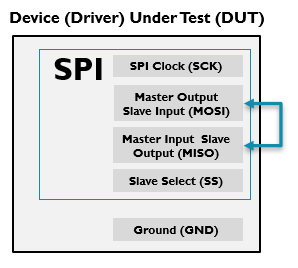 Device (Driver) Under Test (DUT)
SPI
SPI Clock (SCK)
Master Output
Slave Input (MOSI)
Master Input Slave
Output (MISO)
Slave Select (SS)
Ground (GND)